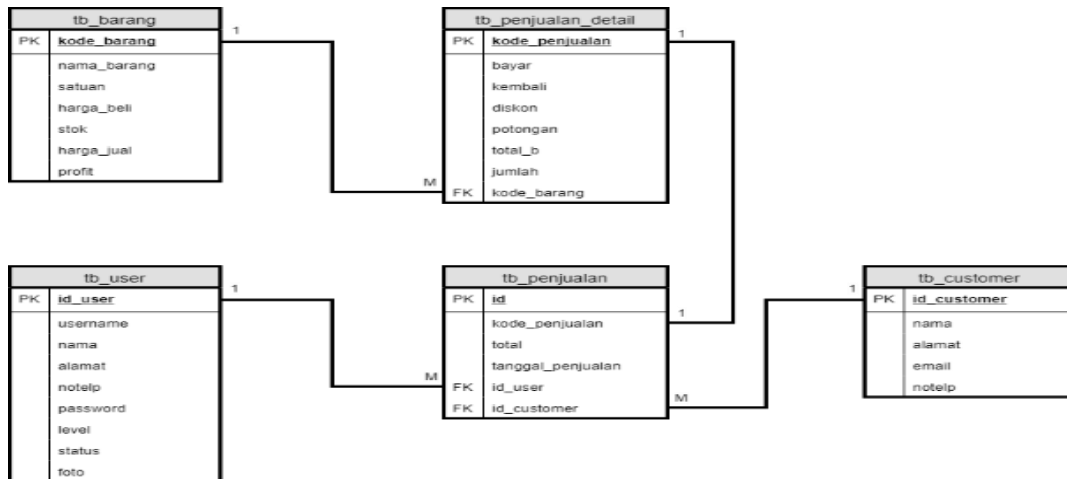 tb_barang
PK kode_barang
nama_barang
satuan
harga_beli
stok
harga_jual
profit
1
M
tb_penjualan_detail
PK kode_penjualan
bayar
kembali
diskon
potongan
total_b
jumlah
FK kode_barang
1
1
tb_user
PK id_user
username
nama
alamat
notelp
password
level
status
foto
1
M
tb_penjualan
PK id
kode_penjualan
total
tanggal_penjualan
FK id_user
FK id_customer
M
1
tb_customer
PK id_customer
nama
alamat
email
notelp